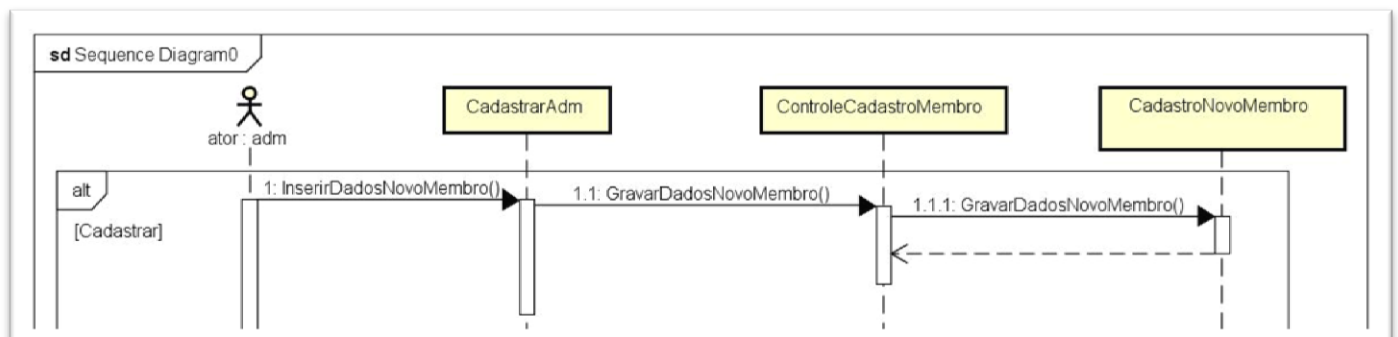 sd Sequence Diagram0
ator : adm
CadastrarAdm
ControleCadastroMembro
CadastroNovoMembro
alt
1: InserirDadosNovoMembro()
1.1: GravarDadosNovoMembro()
1.1.1: GravarDadosNovoMembro()
[Cadastrar]